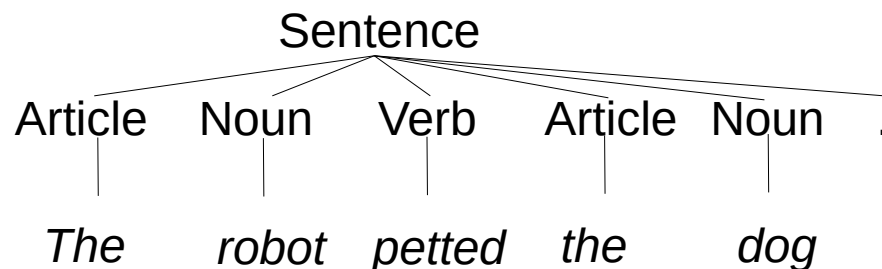 Sentence
Article Noun Verb Article Noun .
The robot petted the dog